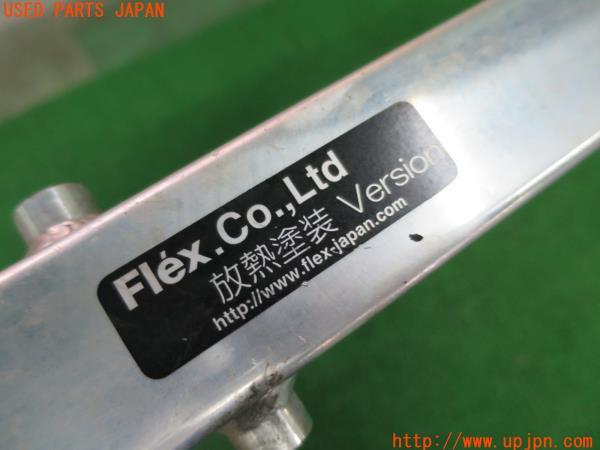 USED PARTS JAPAN
Fléx.Co.,Ltd
放熱塗装 Version
http://www.flex-japan.com
http://www.upjpn.com